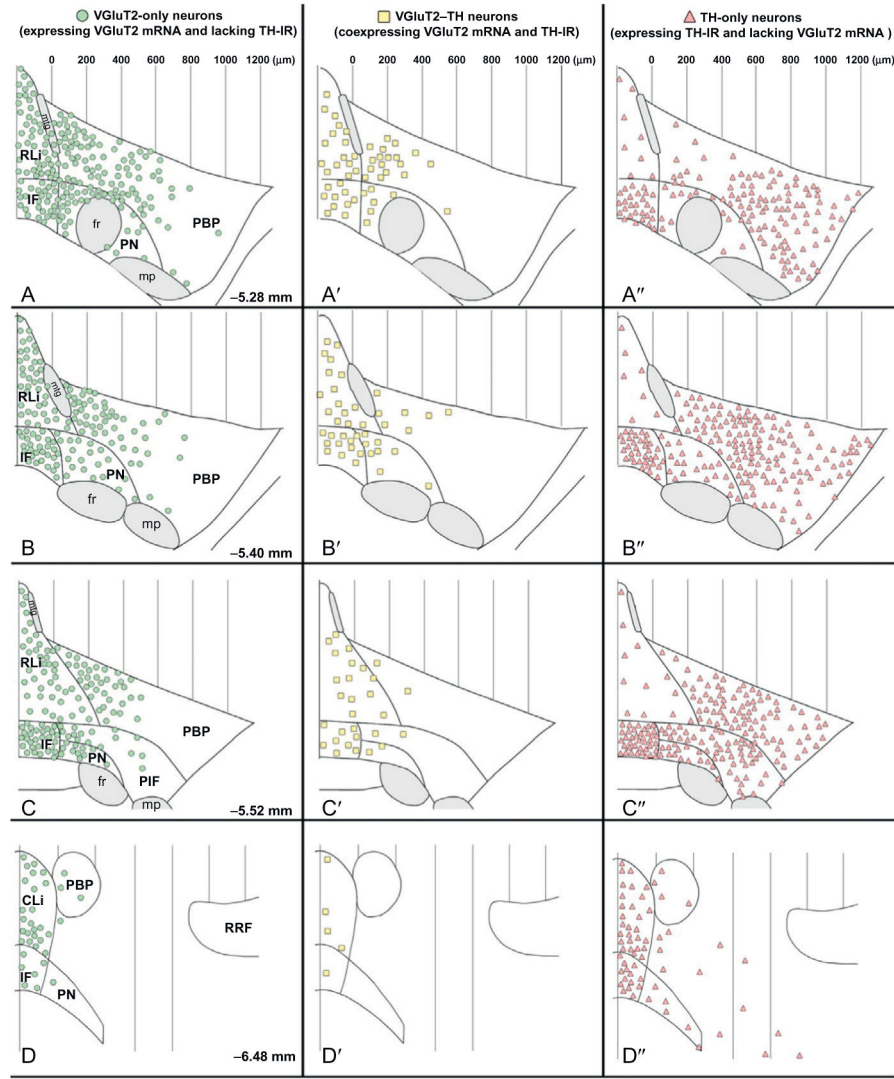 VGluT2-only neurons
(expressing VGluT2 mRNA and lacking TH-IR)
VGluT2–TH neurons
(coexpressing VGluT2 mRNA and TH-IR)
TH-only neurons
(expressing TH-IR and lacking VGluT2 mRNA )
0 200 400 600 800 1000 1200 (μm)
0 200 400 600 800 1000 1200 (μm)
0 200 400 600 800 1000 1200 (μm)
mtg
RLi
IF
fr
PN
PBP
mp
A
–5.28 mm
A′
A″
mtg
RLi
IF
PN
PBP
fr
mp
B
–5.40 mm
B′
B″
mtg
RLi
PBP
IF
PN
fr
PIF
mp
C
–5.52 mm
C′
C″
PBP
CLi
RRF
IF
PN
D
–6.48 mm
D′
D″